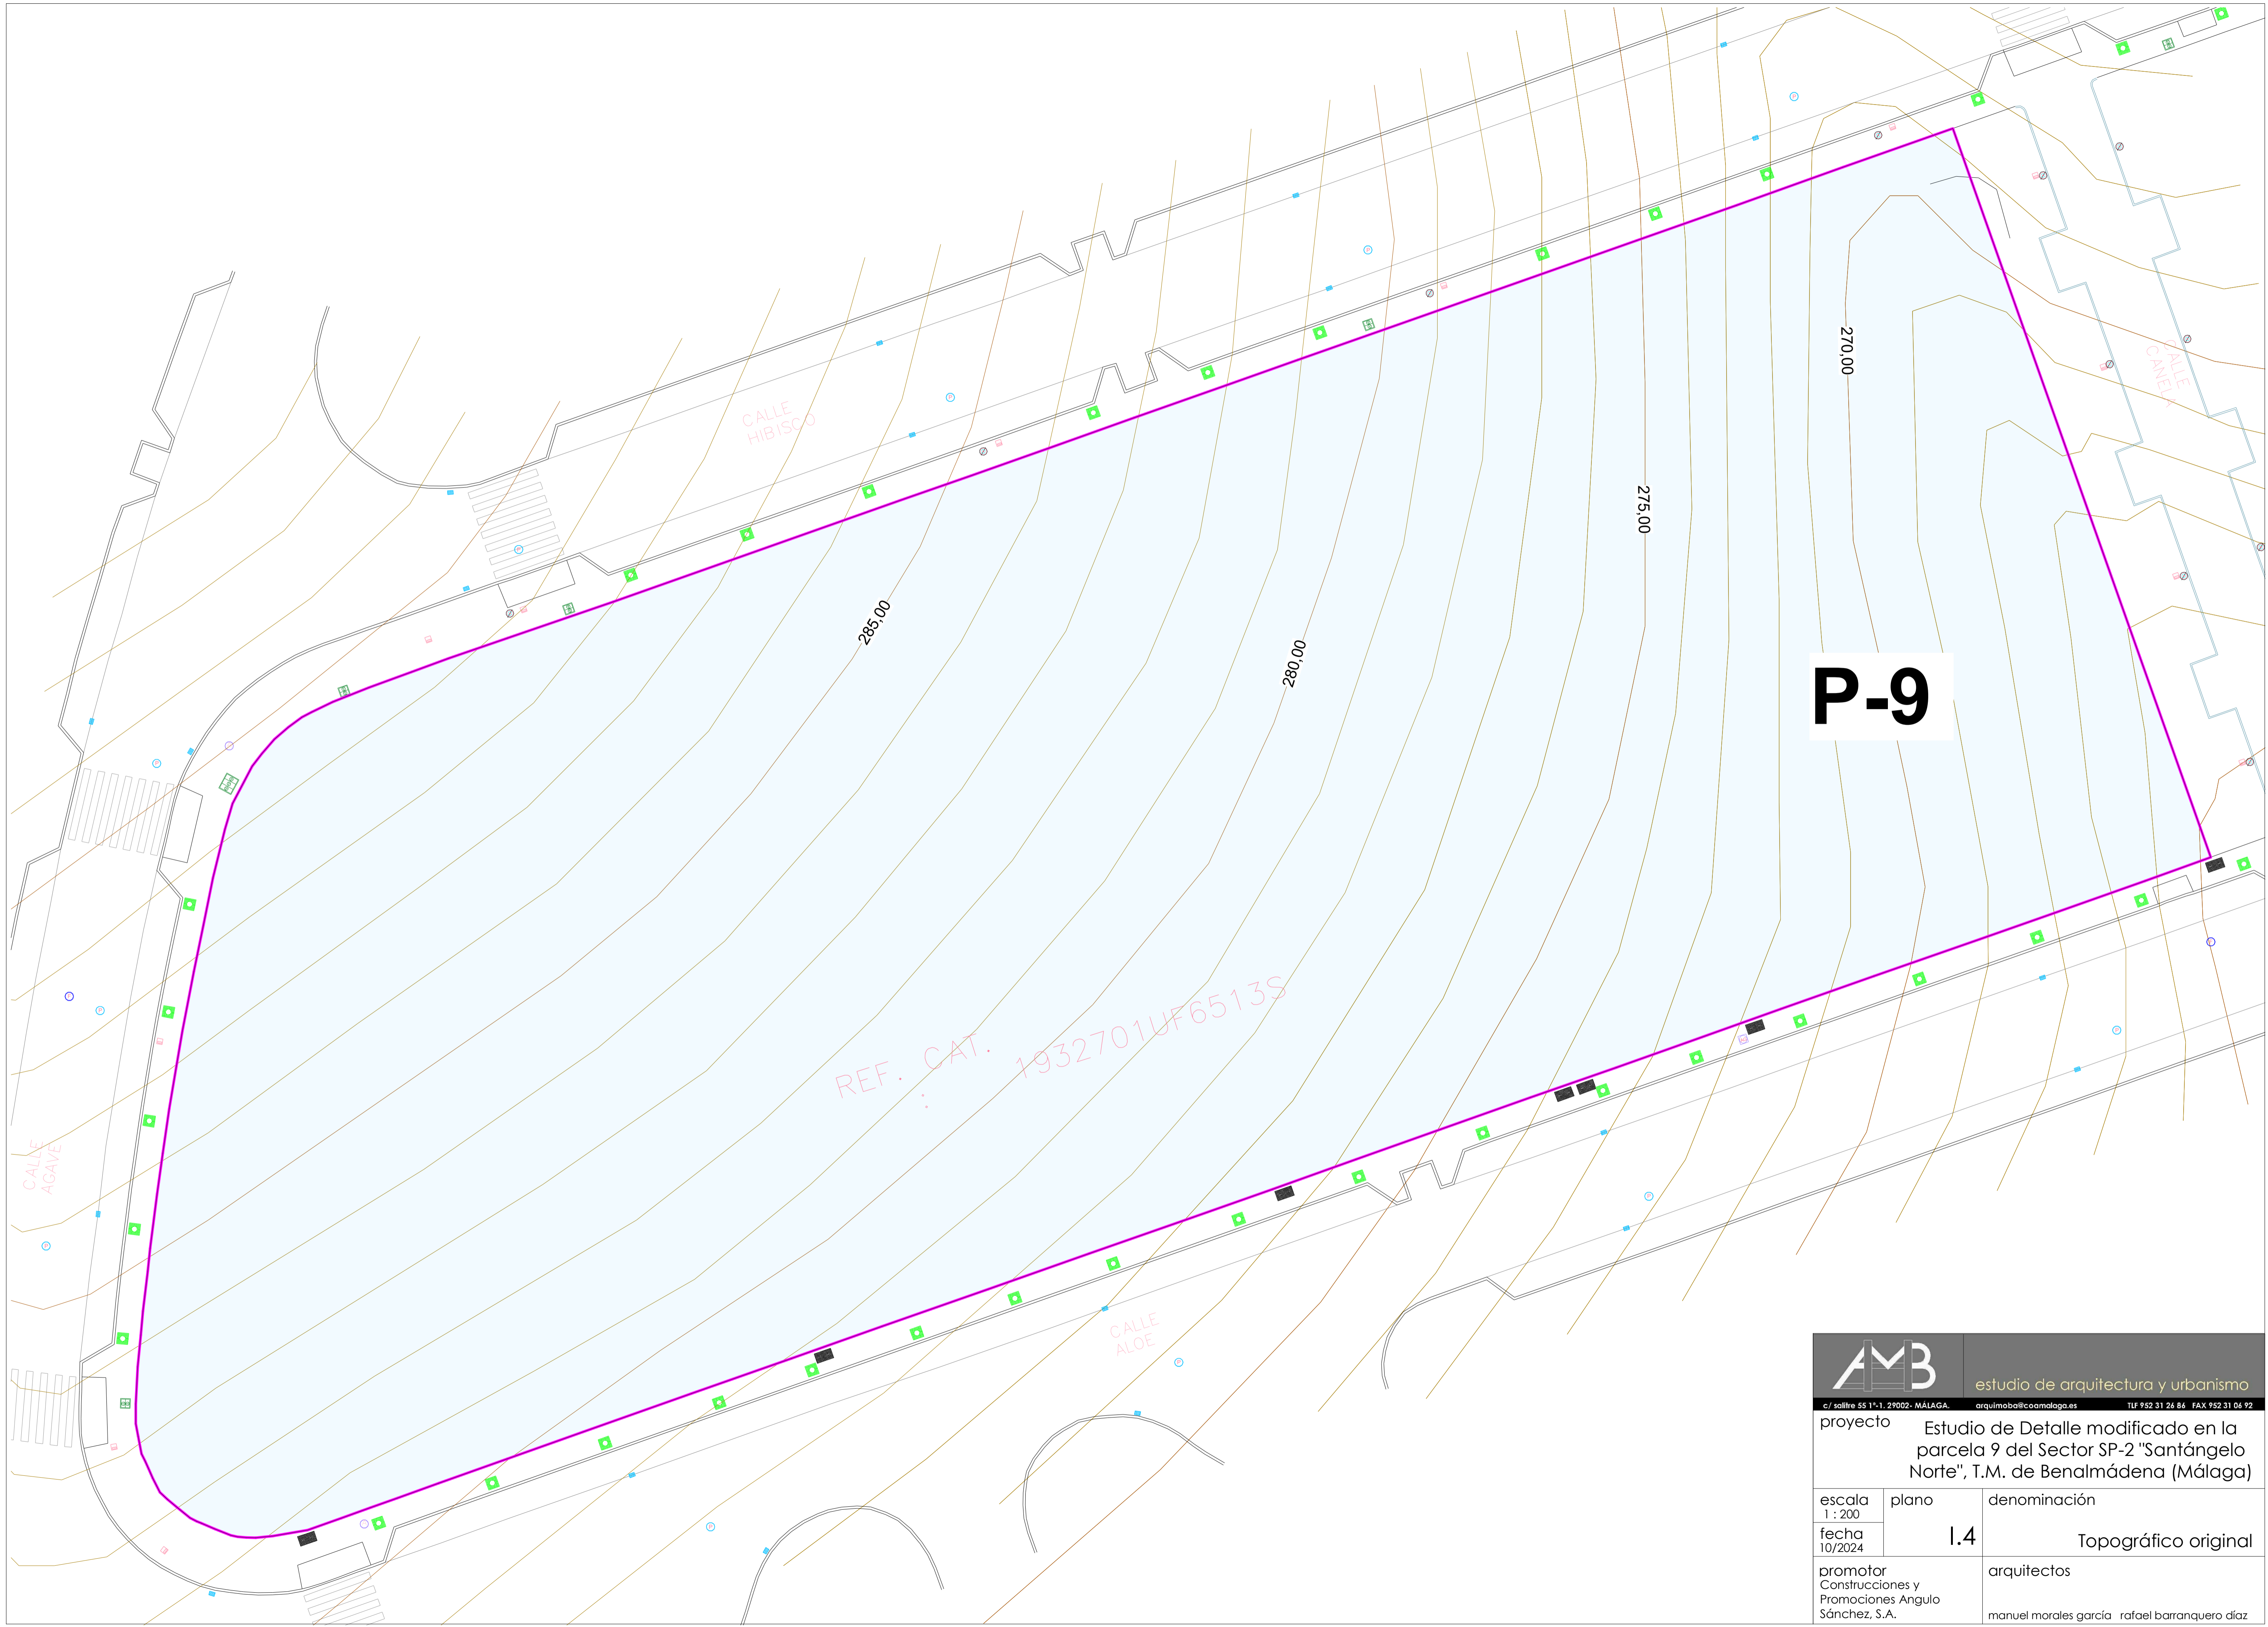 CALLE
HIBISCO
CALLE
CANELA
270,00
275,00
285,00
280,00
P-9
REF. CAT.
:
1932701UF6513S
CALLE
AGAVE
CALLE
ALOE
AMB
estudio de arquitectura y urbanismo
c/ salitre 55 1º-1. 29002- MÁLAGA. arquimoba@coamalaga.es TLF 952 31 26 86 FAX 952 31 06 92
proyecto
Estudio de Detalle modificado en la
parcela 9 del Sector SP-2 "Santángelo
Norte", T.M. de Benalmádena (Málaga)
escala
1 : 200
plano
I.4
denominación
Topográfico original
fecha
10/2024
promotor
Construcciones y
Promociones Angulo
Sánchez, S.A.
arquitectos
manuel morales garcía rafael barranquero díaz